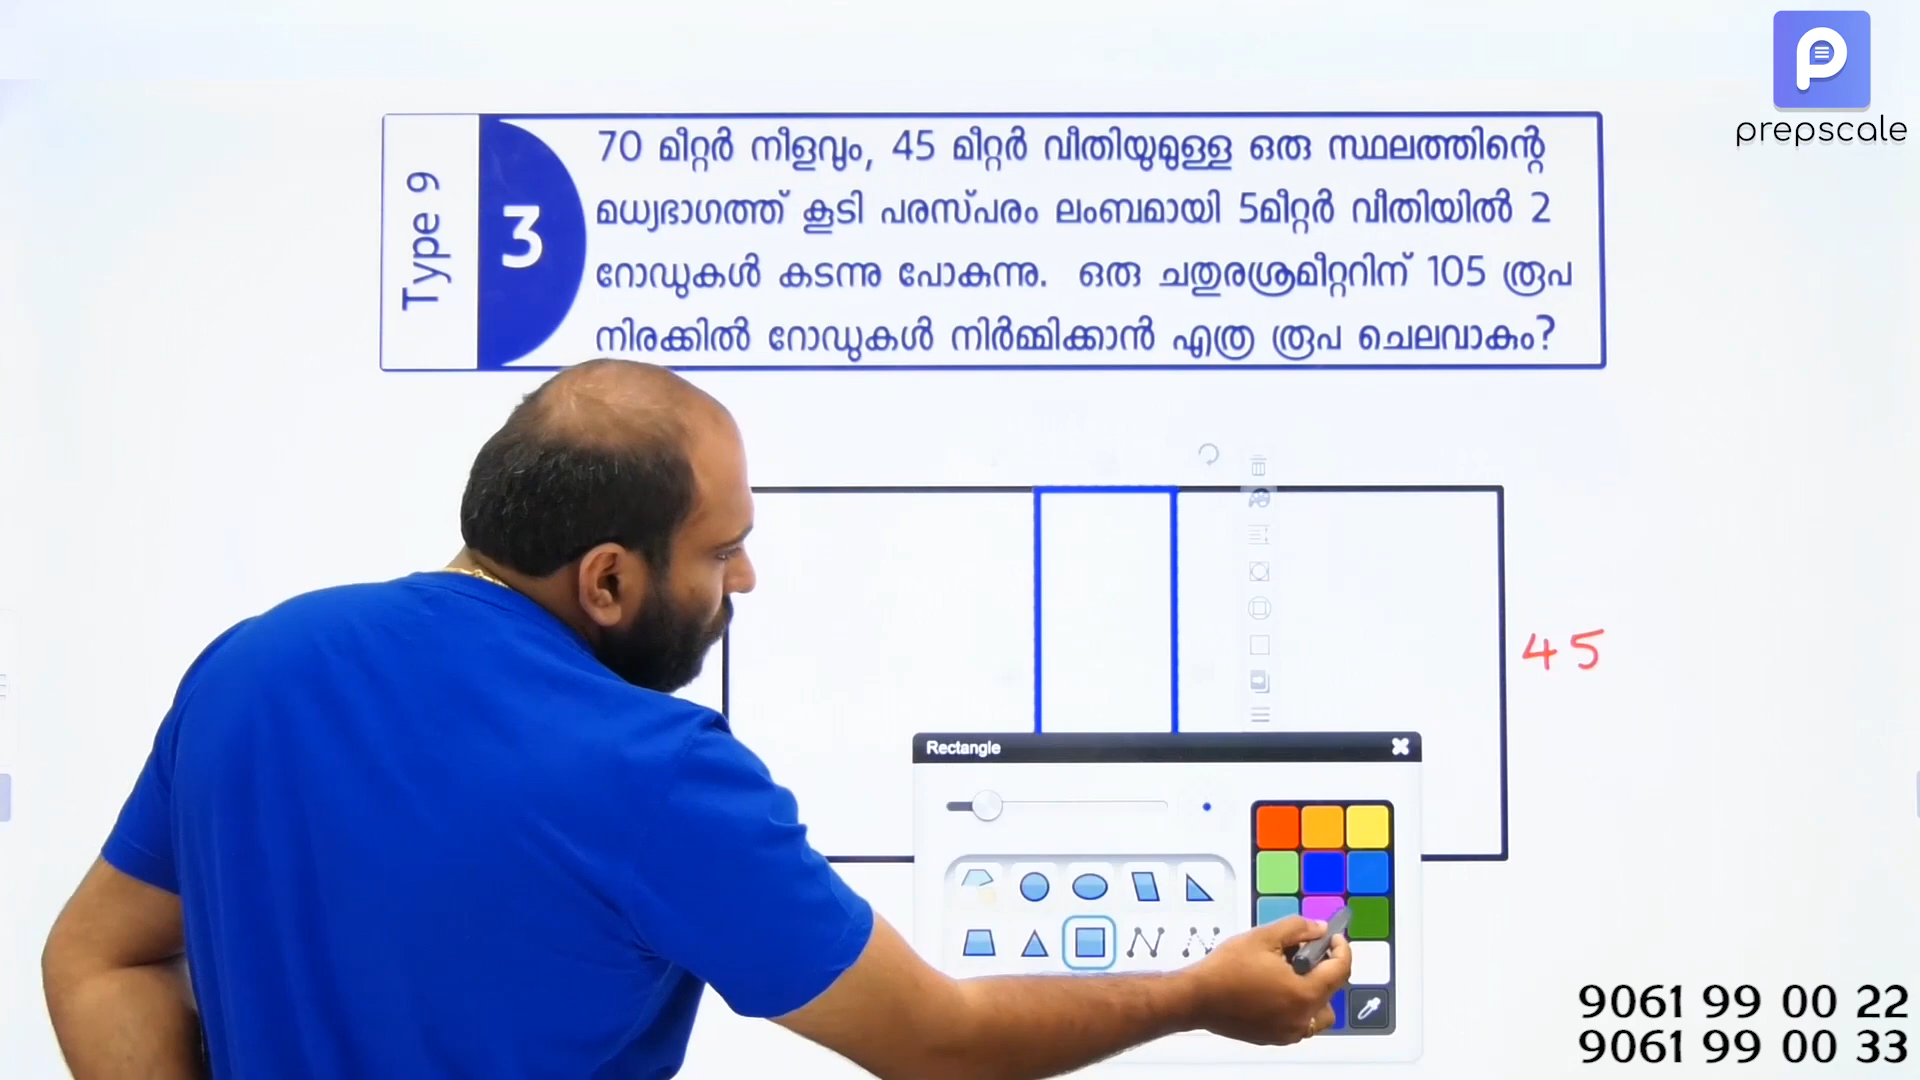 prepscale
Type 9
3
70 മീറ്റർ നീളവും, 45 മീറ്റർ വീതിയുമുള്ള ഒരു സ്ഥലത്തിന്റെ
മധ്യഭാഗത്ത് കൂടി പരസ്പരം ലംബമായി 5മീറ്റർ വീതിയിൽ 2
റോഡുകൾ കടന്നു പോകുന്നു. ഒരു ചതുരശ്രമീറ്ററിന് 105 രൂപ
നിരക്കിൽ റോഡുകൾ നിർമ്മിക്കാൻ എത്ര രൂപ ചെലവാകും?
45
Rectangle
9061 99 00 22
9061 99 00 33